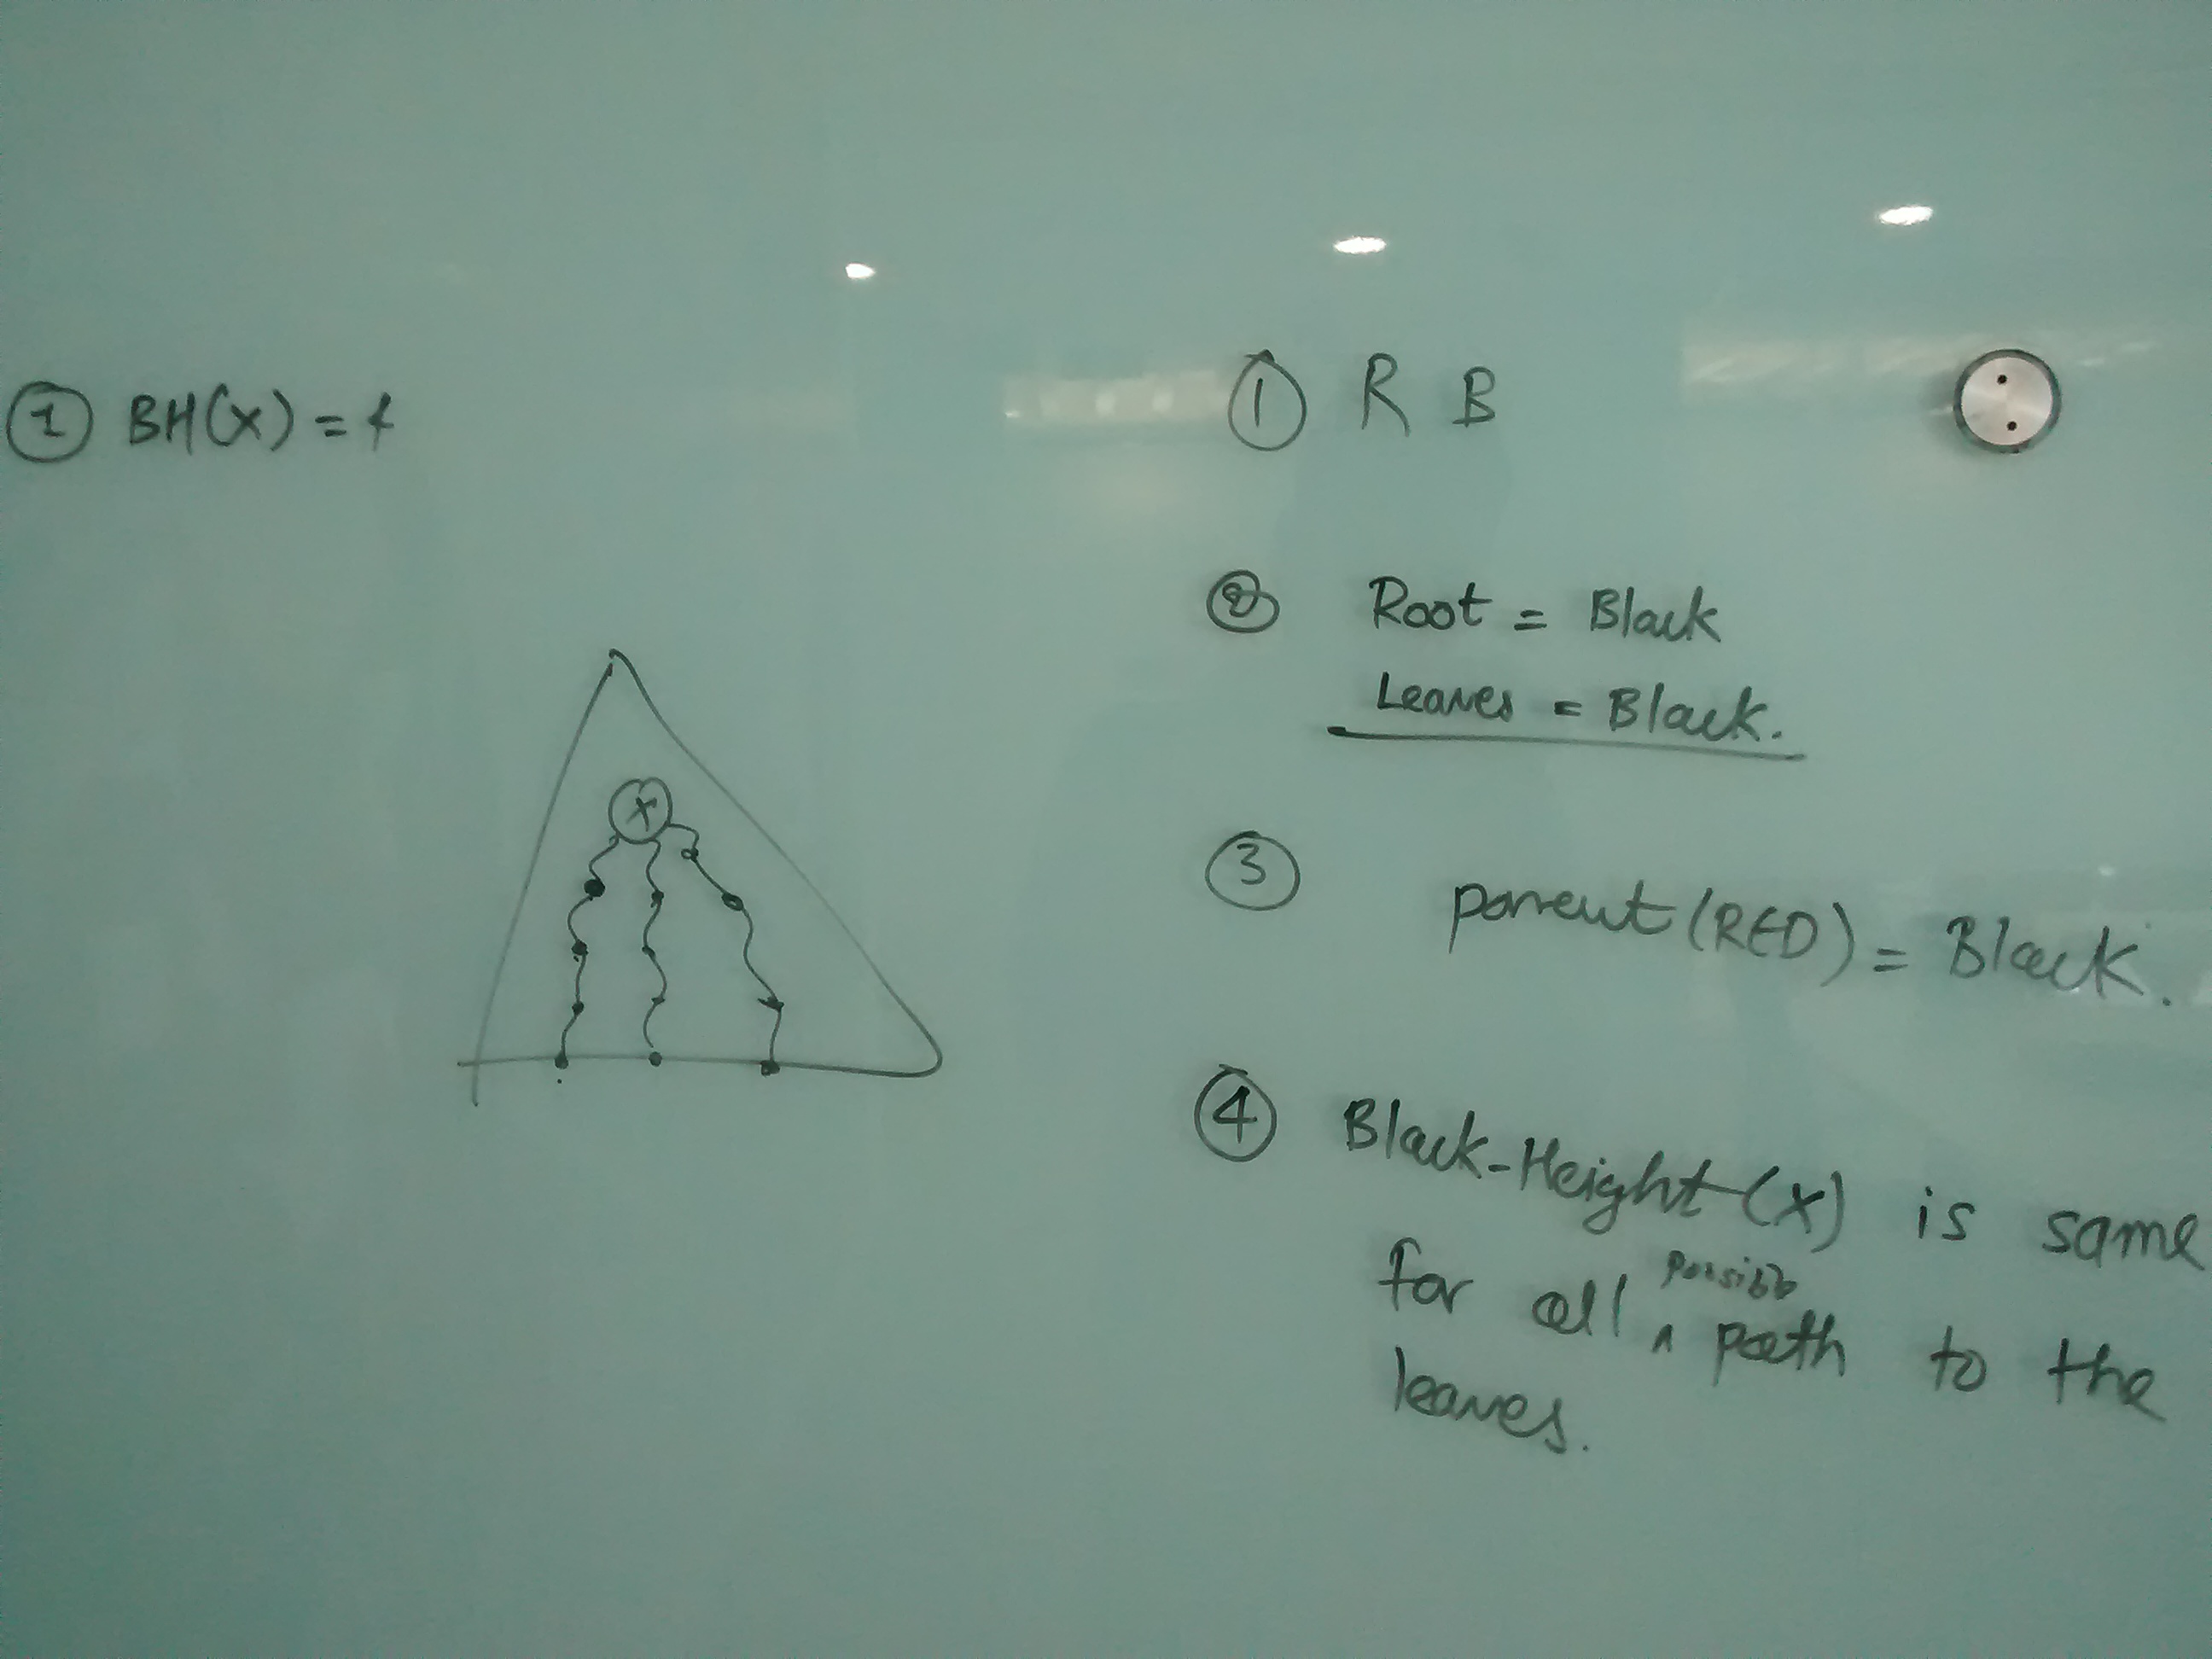 ① BH(X) = f
X
① R B
② Root = Black
Leaves = Black.
③ parent (RED) = Black.
④ Black-Height (X) is same
for all possible path to the
leaves.